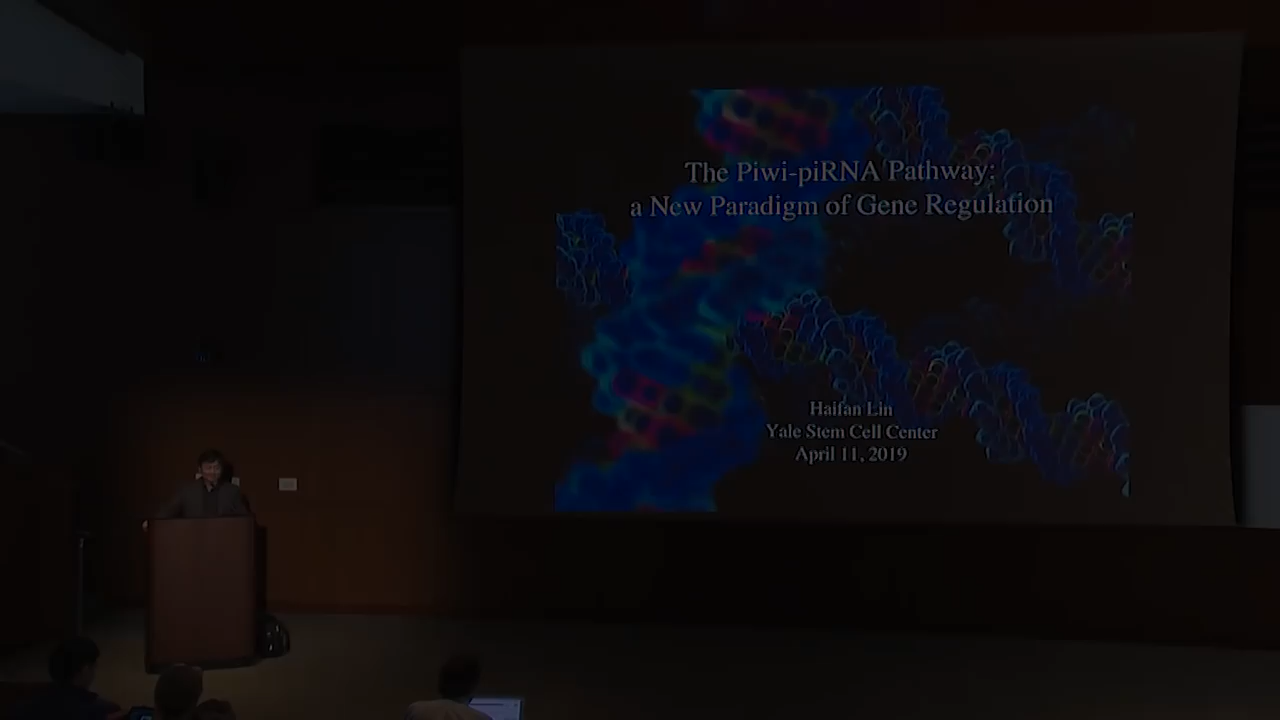 The Piwi-piRNA Pathway:
a New Paradigm of Gene Regulation
Haifan Lin
Yale Stem Cell Center
April 11, 2019